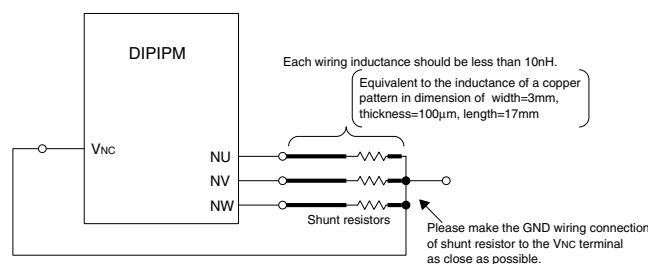 DIPIPM
Each wiring inductance should be less than 10nH.
Equivalent to the inductance of a copper
pattern in dimension of width=3mm,
thickness=100μm, length=17mm
VNC
NU
NV
NW
Shunt resistors
Please make the GND wiring connection
of shunt resistor to the VNC terminal
as close as possible.